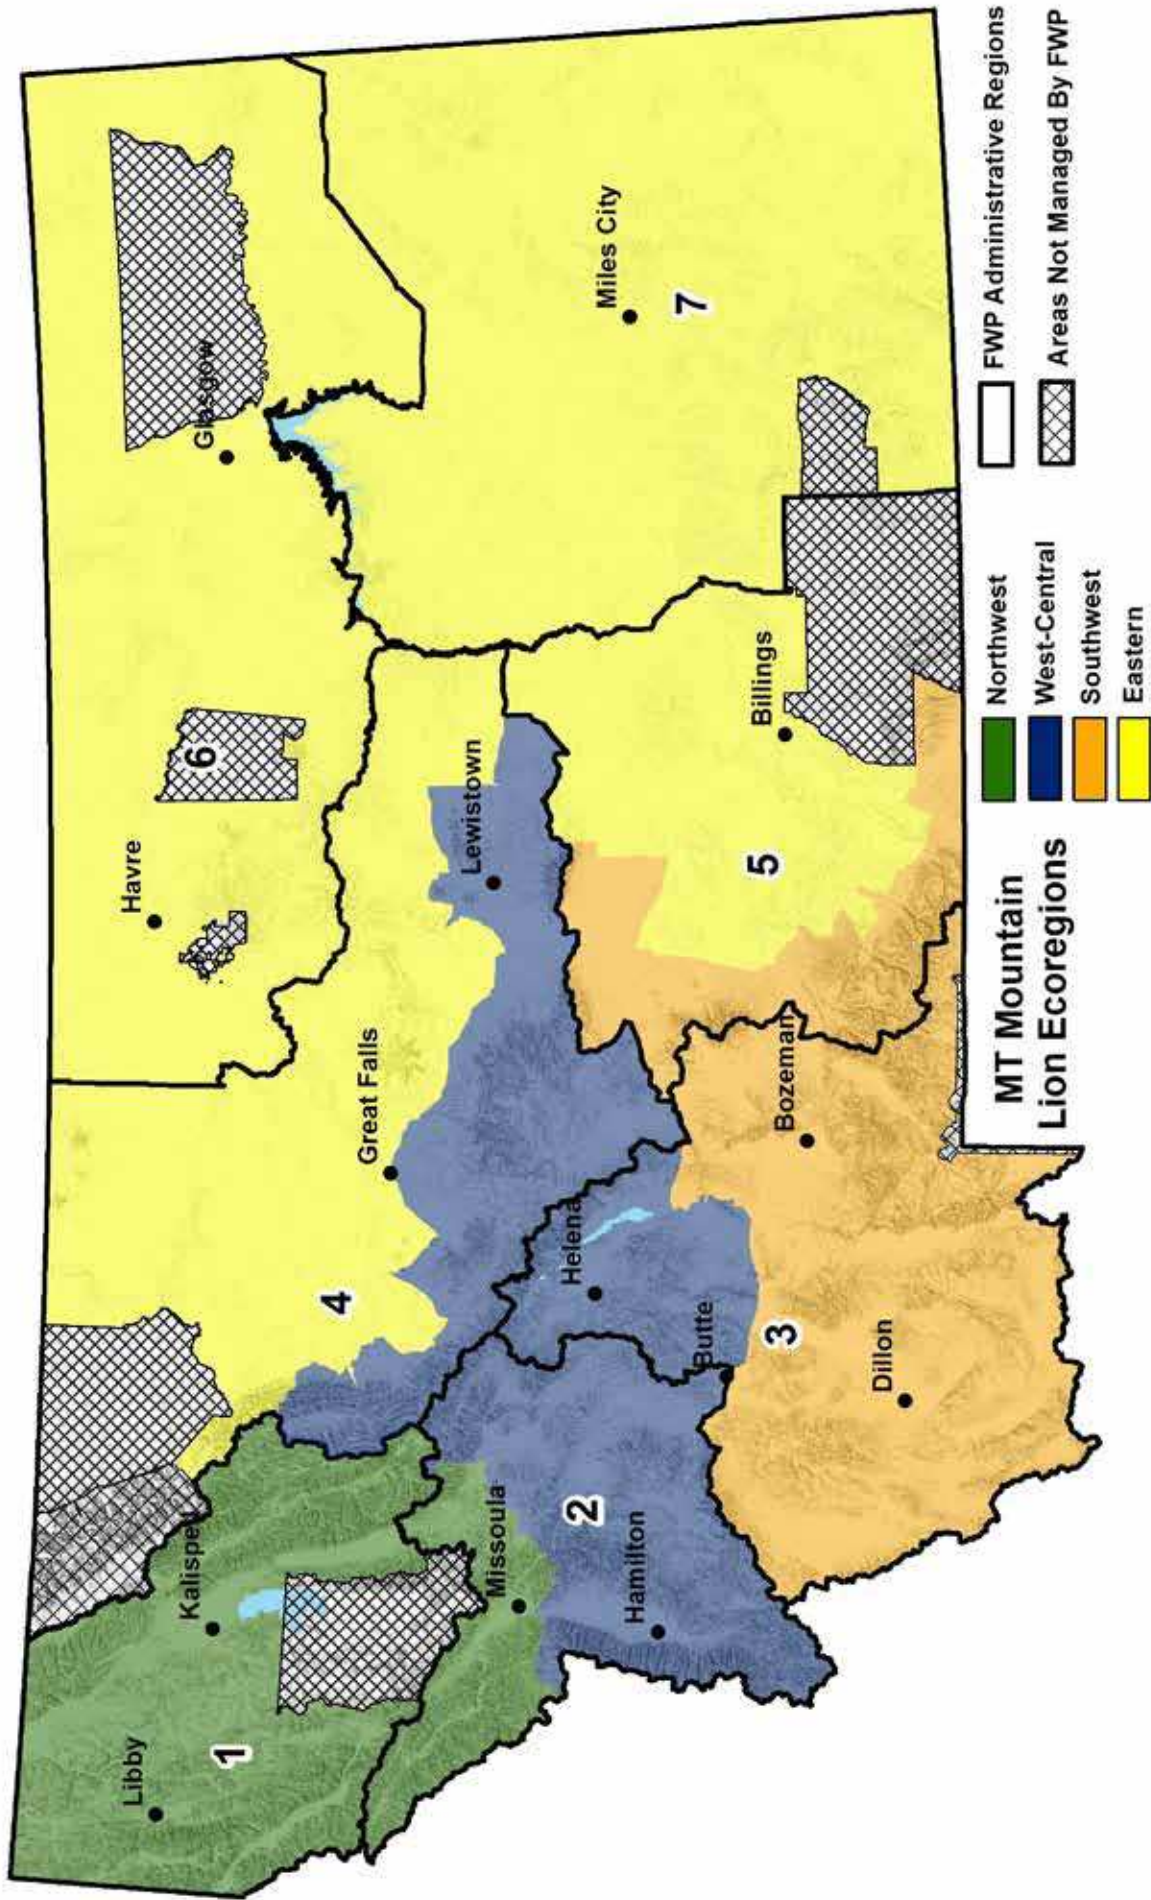 Libby
Kalispell
1
Missoula
Hamilton
2
Havre
6
Glasgow
4
Great Falls
Lewistown
Helena
Butte
3
Dillon
Bozeman
5
Billings
Miles City
7
MT Mountain
Lion Ecoregions
Northwest
West-Central
Southwest
Eastern
FWP Administrative Regions
Areas Not Managed By FWP